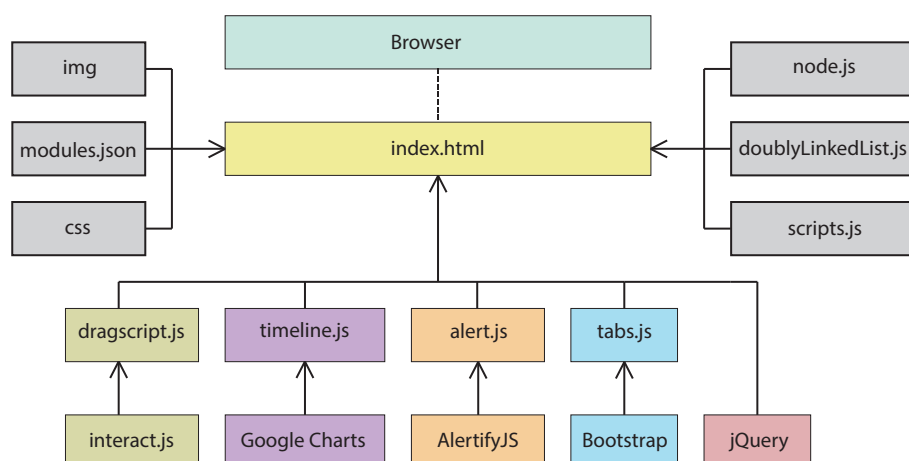 Browser
img
node.js
modules.json
index.html
doublyLinkedList.js
css
scripts.js
dragscript.js
timeline.js
alert.js
tabs.js
interact.js
Google Charts
AlertifyJS
Bootstrap
jQuery